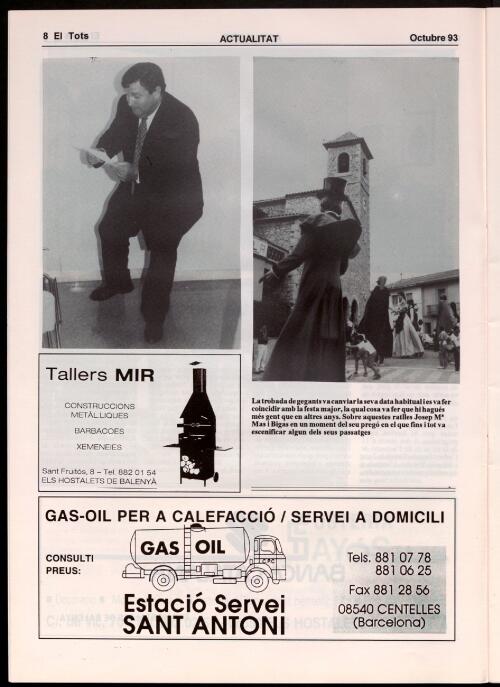 8 El Tots
ACTUALITAT
Octubre 93
La trobada de gegants va canviar la seva data habitual i es va fer
coincidir amb la festa major, la qual cosa va fer que hi hagués
més gent que en altres anys. Sobre aquestes ratlles Josep Mª
Mas i Bigas en un moment del seu pregó en el que fins i tot va
escenificar algun dels seus passatges
Tallers MIR
CONSTRUCCIONS
METÀL·LIQUES
BARBACOES
XEMENEIES
Sant Fruitós, 8 – Tel. 882 01 54
ELS HOSTALETS DE BALENYÀ
GAS-OIL PER A CALEFACCIÓ / SERVEI A DOMICILI
CONSULTI
PREUS:
GAS OIL
Estació Servei
SANT ANTONI
Tels. 881 07 78
881 06 25
Fax 881 28 56
08540 CENTELLES
(Barcelona)